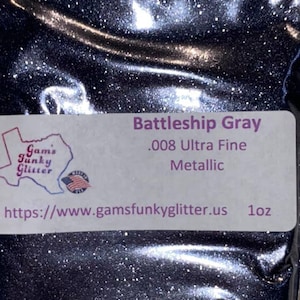 Battleship Gray
.008 Ultra Fine
Metallic
Gam's
Funky
Glitter
https://www.gamsfunkyglitter.us 1oz